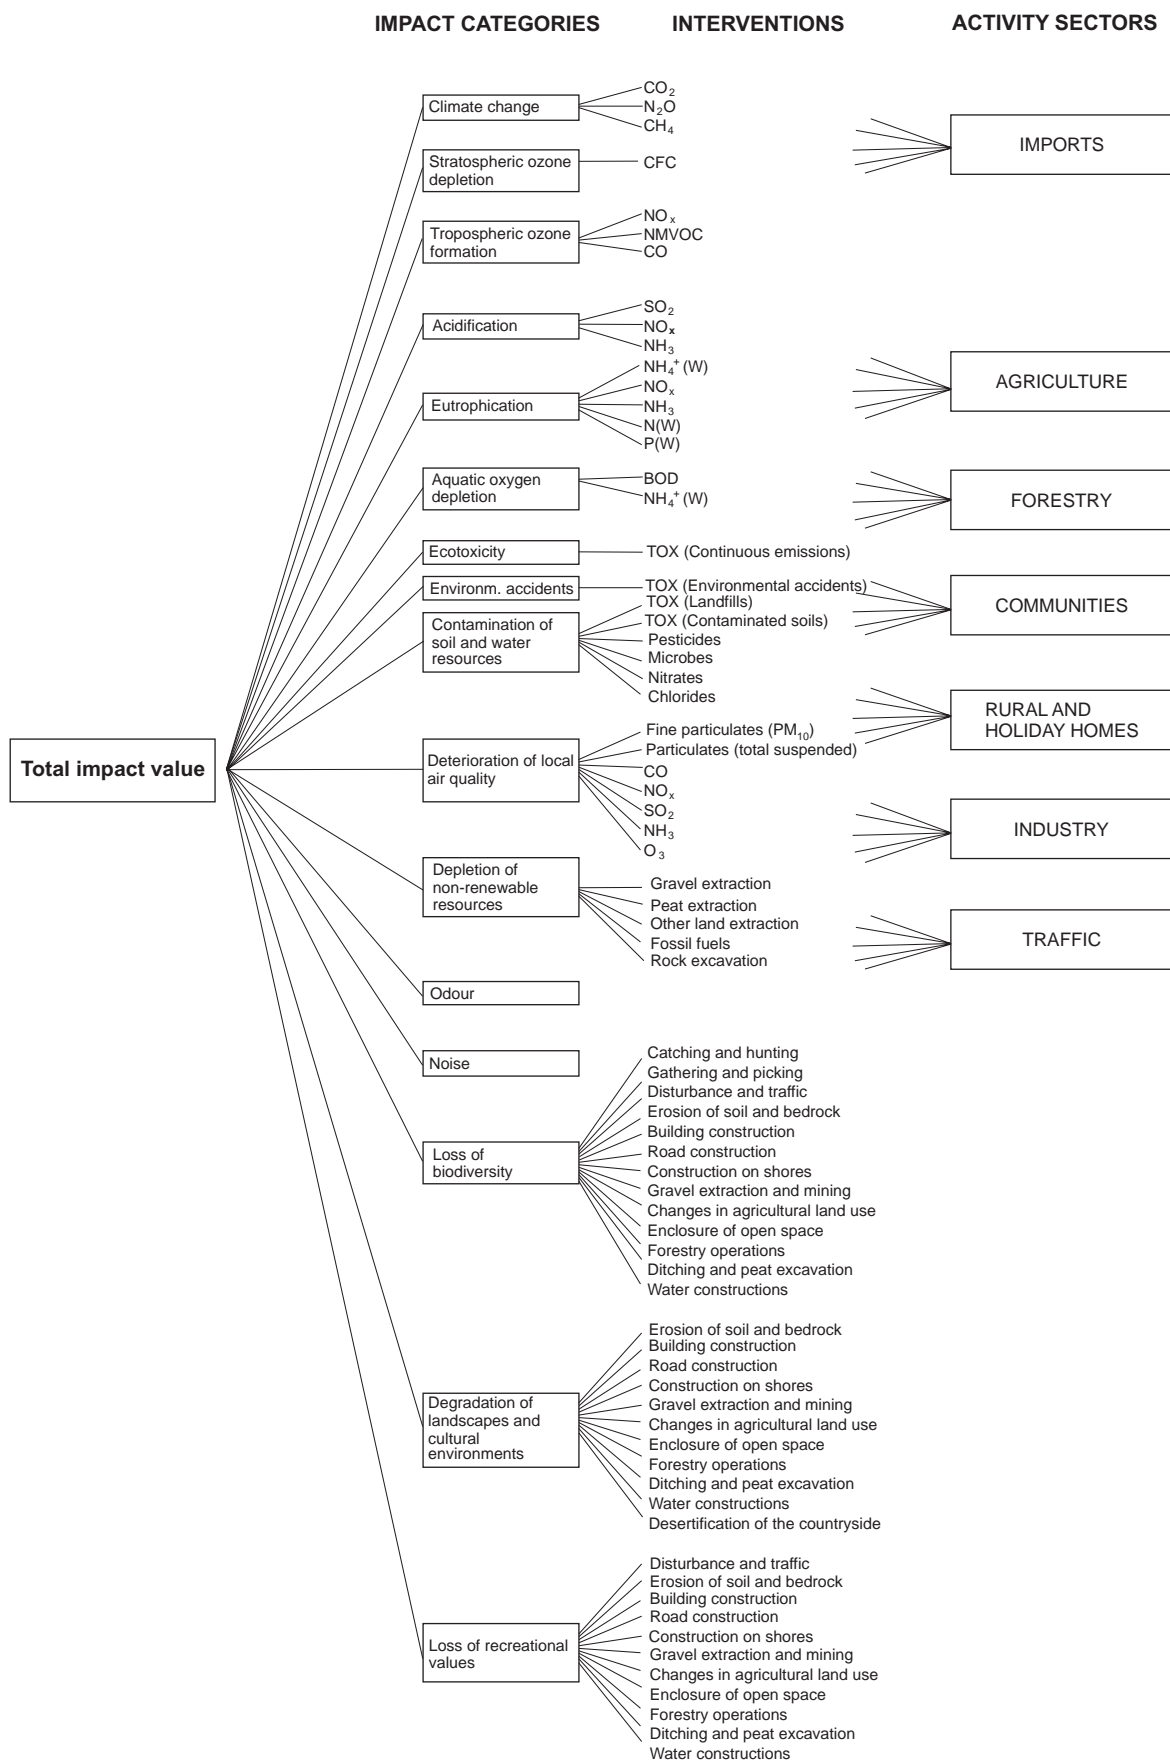 IMPACT CATEGORIES
INTERVENTIONS
ACTIVITY SECTORS
Total impact value
Climate change
CO₂
N₂O
CH₄
Stratospheric ozone
depletion
CFC
Tropospheric ozone
formation
NOₓ
NMVOC
CO
Acidification
SO₂
NOₓ
NH₃
Eutrophication
NH₄⁺ (W)
NOₓ
NH₃
N(W)
P(W)
Aquatic oxygen
depletion
BOD
NH₄⁺ (W)
Ecotoxicity
TOX (Continuous emissions)
Environm. accidents
TOX (Environmental accidents)
Contamination of
soil and water
resources
TOX (Landfills)
TOX (Contaminated soils)
Pesticides
Microbes
Nitrates
Chlorides
Deterioration of local
air quality
Fine particulates (PM₁₀)
Particulates (total suspended)
CO
NOₓ
SO₂
NH₃
O₃
Depletion of
non-renewable
resources
Gravel extraction
Peat extraction
Other land extraction
Fossil fuels
Rock excavation
Odour
Noise
Loss of
biodiversity
Catching and hunting
Gathering and picking
Disturbance and traffic
Erosion of soil and bedrock
Building construction
Road construction
Construction on shores
Gravel extraction and mining
Changes in agricultural land use
Enclosure of open space
Forestry operations
Ditching and peat excavation
Water constructions
Degradation of
landscapes and
cultural
environments
Erosion of soil and bedrock
Building construction
Road construction
Construction on shores
Gravel extraction and mining
Changes in agricultural land use
Enclosure of open space
Forestry operations
Ditching and peat excavation
Water constructions
Desertification of the countryside
Loss of recreational
values
Disturbance and traffic
Erosion of soil and bedrock
Building construction
Road construction
Construction on shores
Gravel extraction and mining
Changes in agricultural land use
Enclosure of open space
Forestry operations
Ditching and peat excavation
Water constructions
IMPORTS
AGRICULTURE
FORESTRY
COMMUNITIES
RURAL AND
HOLIDAY HOMES
INDUSTRY
TRAFFIC